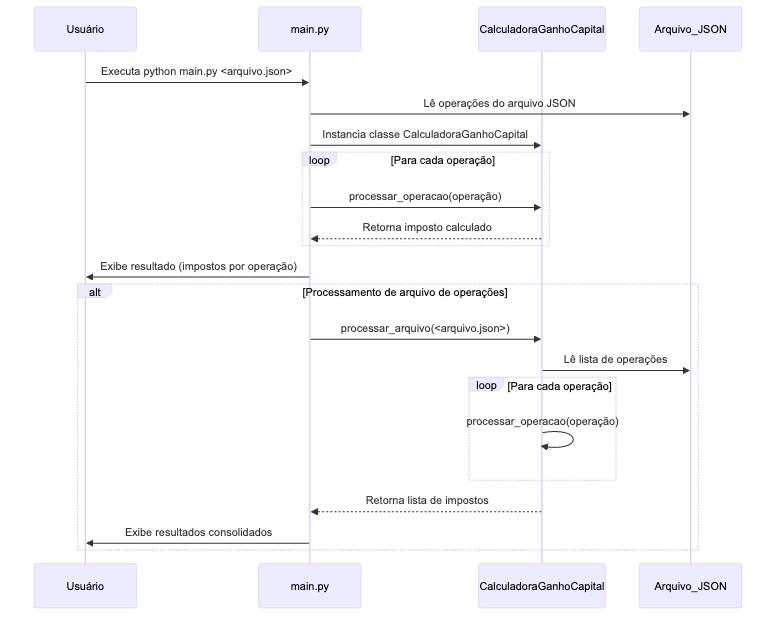 Usuário
main.py
CalculadoraGanhoCapital
Arquivo_JSON
Executa python main.py <arquivo.json>
Lê operações do arquivo JSON
Instancia classe CalculadoraGanhoCapital
loop
[Para cada operação]
processar_operacao(operação)
Retorna imposto calculado
Exibe resultado (impostos por operação)
alt
[Processamento de arquivo de operações]
processar_arquivo(<arquivo.json>)
Lê lista de operações
loop
[Para cada operação]
processar_operacao(operação)
Retorna lista de impostos
Exibe resultados consolidados
Usuário
main.py
CalculadoraGanhoCapital
Arquivo_JSON